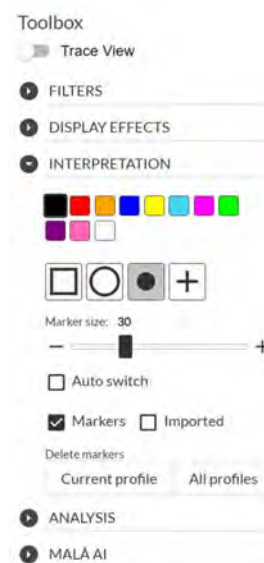 Toolbox
Trace View
FILTERS
DISPLAY EFFECTS
INTERPRETATION
Marker size: 30
Auto switch
Markers Imported
Delete markers
Current profile All profiles
ANALYSIS
MALÅ AI